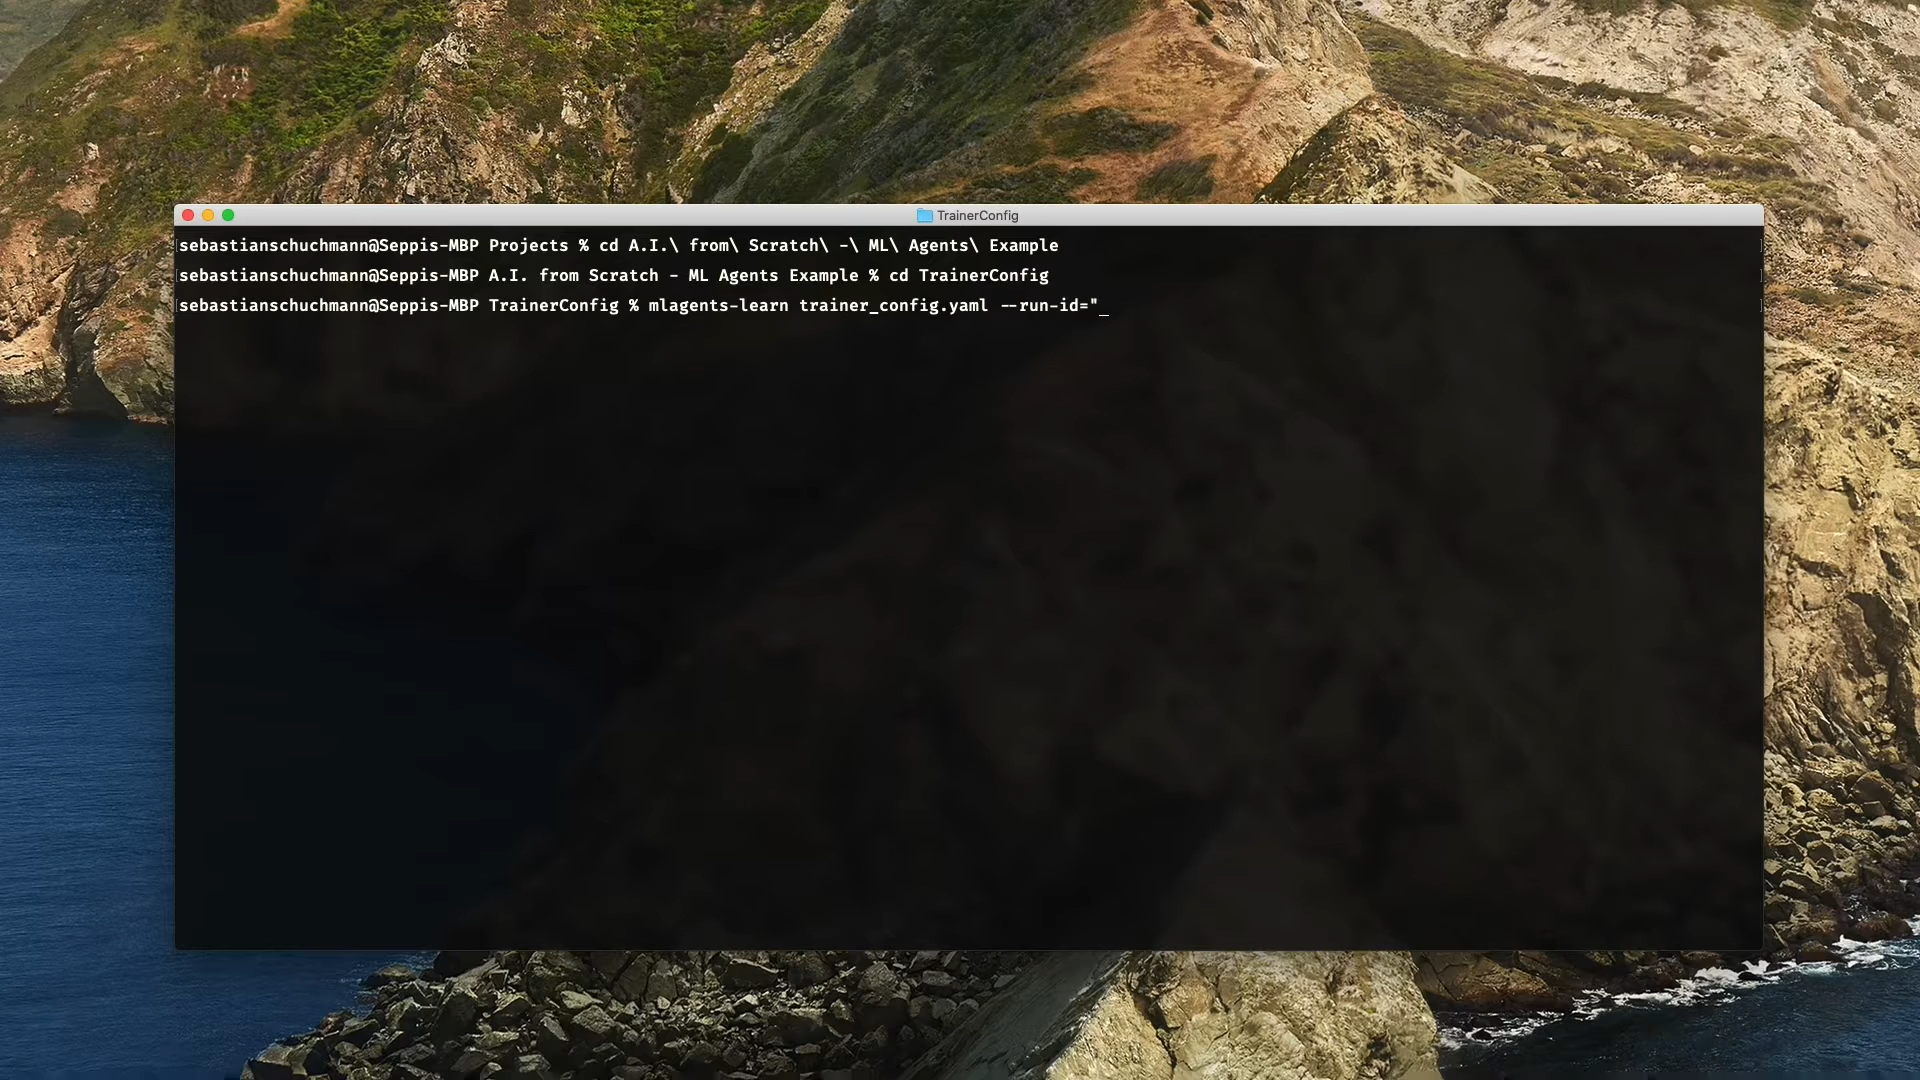 TrainerConfig
sebastianschuchmann@Seppis-MBP Projects % cd A.I.\ from\ Scratch\ -\ ML\ Agents\ Example
sebastianschuchmann@Seppis-MBP A.I. from Scratch - ML Agents Example % cd TrainerConfig
sebastianschuchmann@Seppis-MBP TrainerConfig % mlagents-learn trainer_config.yaml --run-id="_